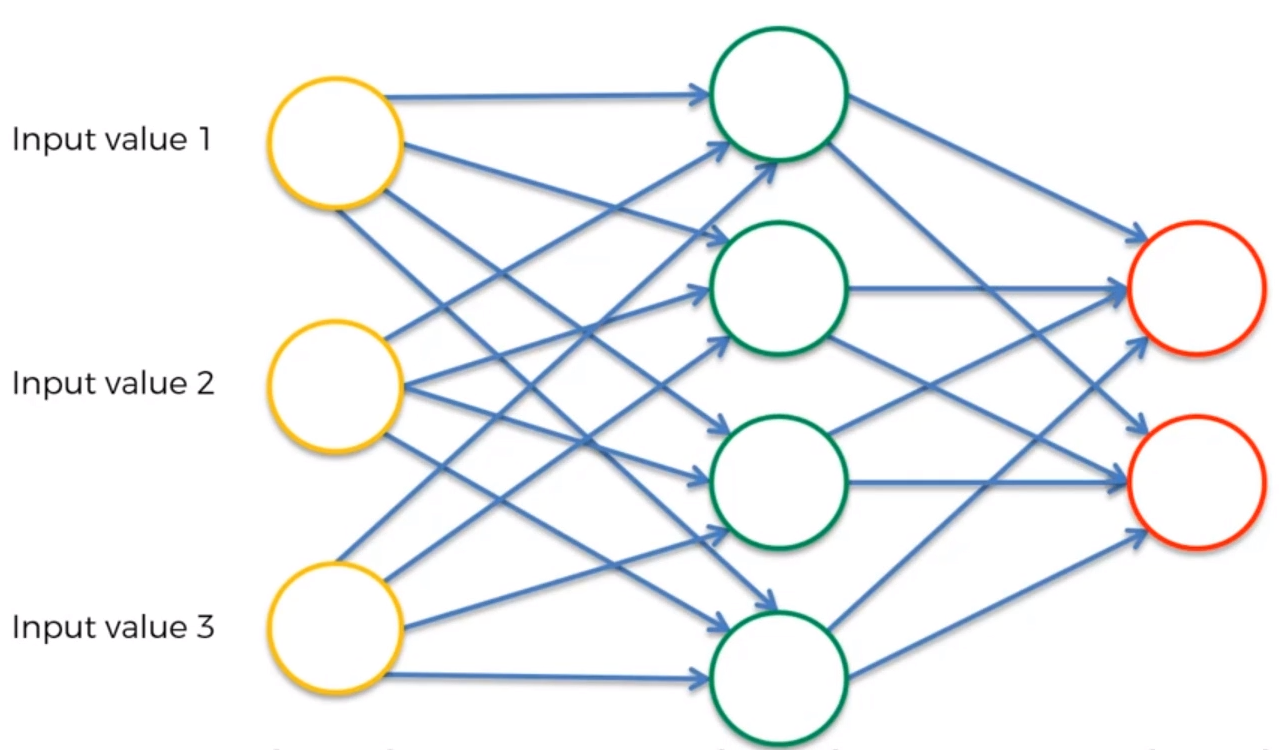 Input value 1
Input value 2
Input value 3